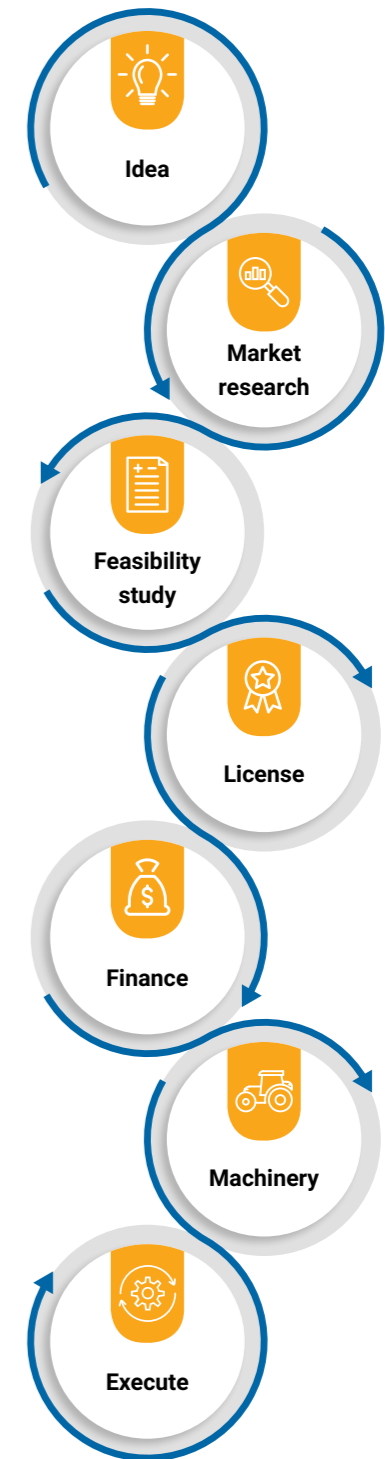 Idea
Market
research
Feasibility
study
License
$
Finance
Machinery
Execute